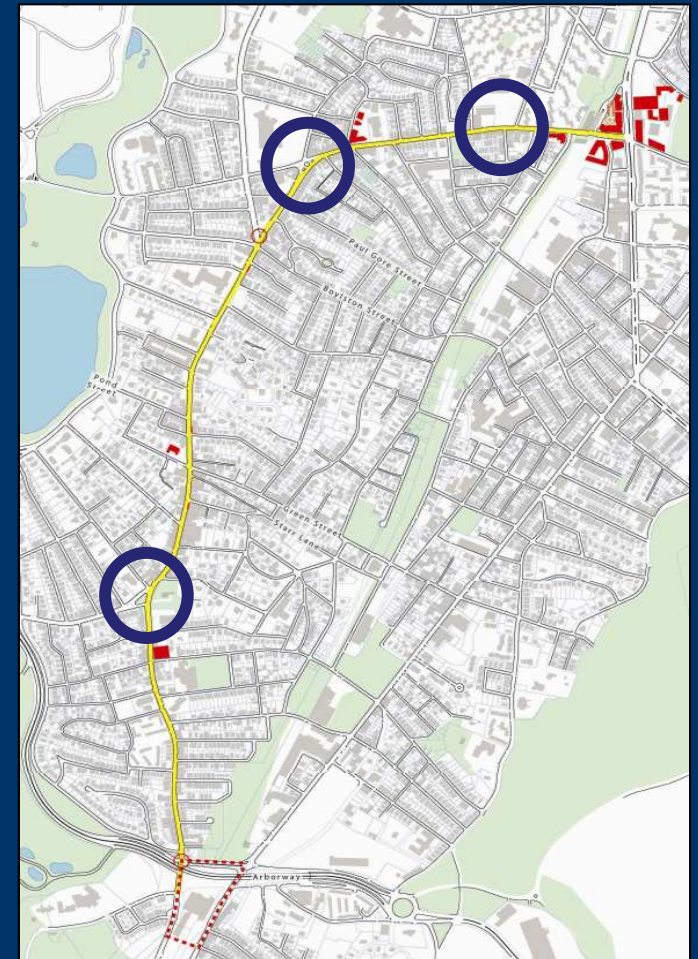 Paul Gore Street
Boylston Street
Pond
Street
Green Street
Starr Lane
Arborway